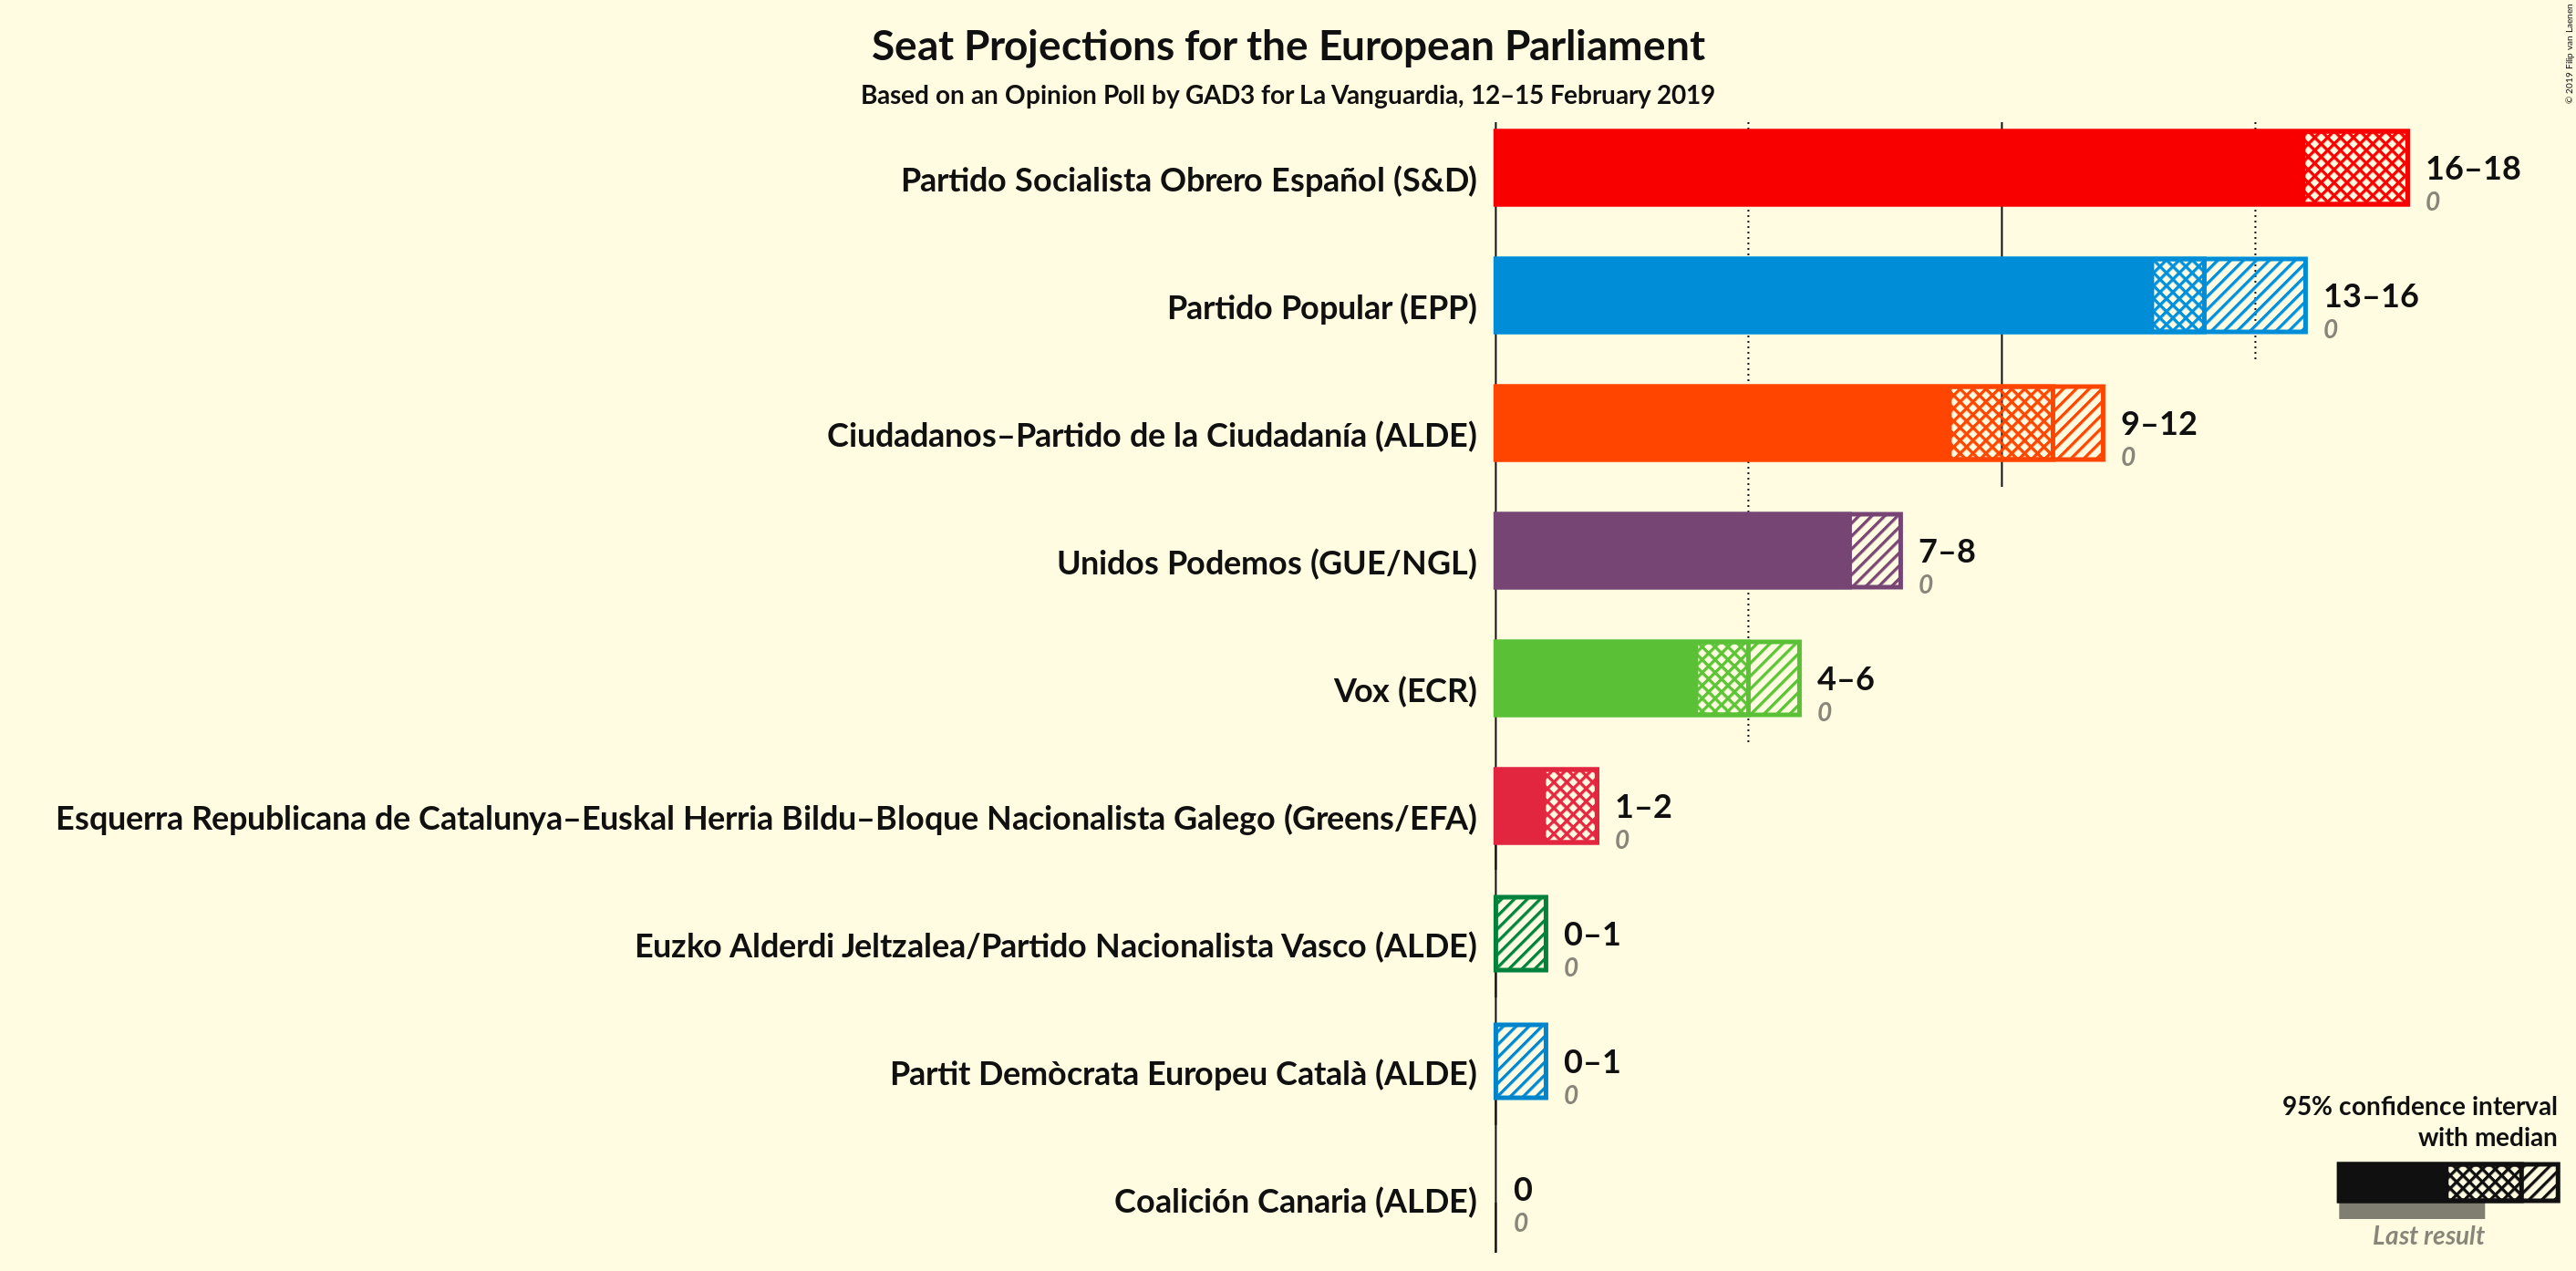 Seat Projections for the European Parliament
Based on an Opinion Poll by GAD3 for La Vanguardia, 12–15 February 2019
© 2019 Filip van Laenen
Partido Socialista Obrero Español (S&D)
16–18
0
Partido Popular (EPP)
13–16
0
Ciudadanos–Partido de la Ciudadanía (ALDE)
9–12
0
Unidos Podemos (GUE/NGL)
7–8
0
Vox (ECR)
4–6
0
Esquerra Republicana de Catalunya–Euskal Herria Bildu–Bloque Nacionalista Galego (Greens/EFA)
1–2
0
Euzko Alderdi Jeltzalea/Partido Nacionalista Vasco (ALDE)
0–1
0
Partit Demòcrata Europeu Català (ALDE)
0–1
0
Coalición Canaria (ALDE)
0
0
95% confidence interval
with median
Last result